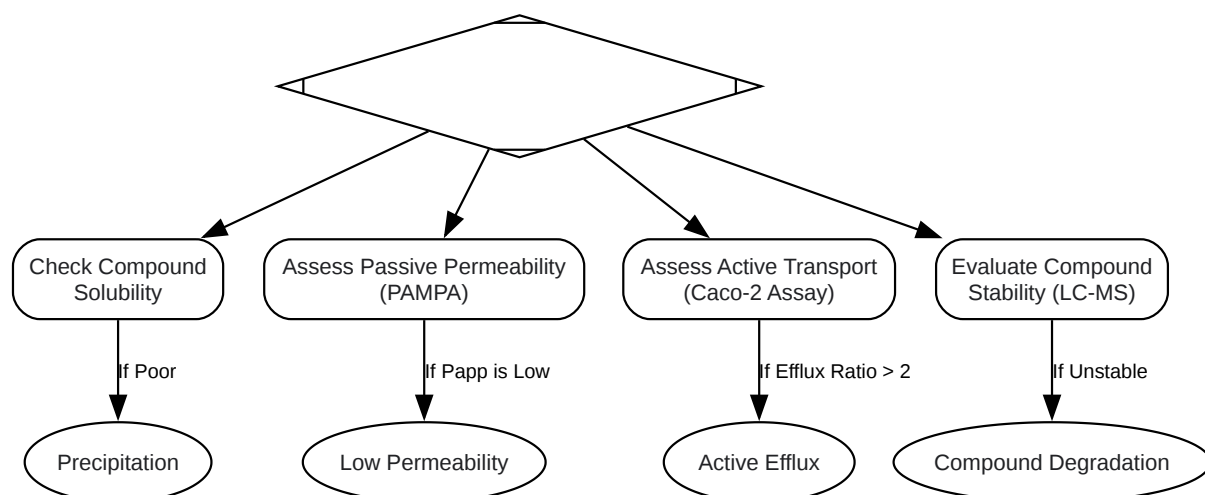 Check Compound
Solubility
Assess Passive Permeability
(PAMPA)
Assess Active Transport
(Caco-2 Assay)
Evaluate Compound
Stability (LC-MS)
If Poor
If Papp is Low
If Efflux Ratio > 2
If Unstable
Precipitation
Low Permeability
Active Efflux
Compound Degradation